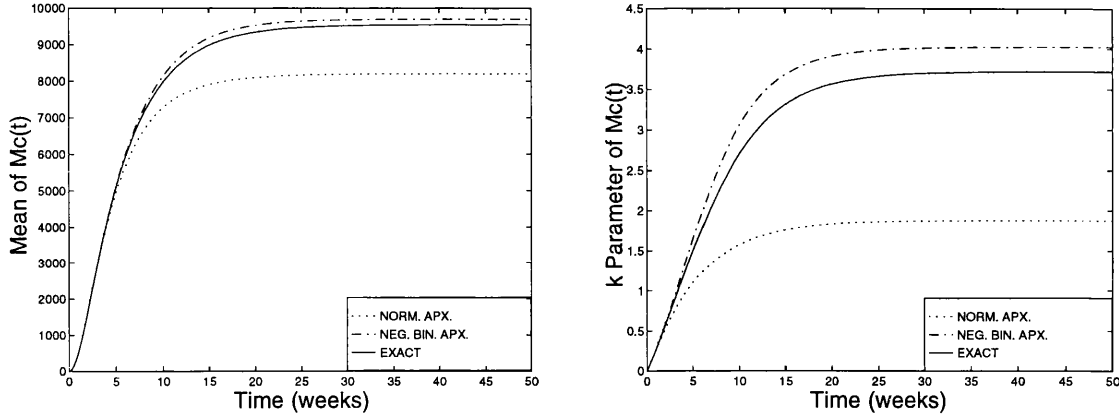 Mean of Mc(t)
10000
9000
8000
7000
6000
5000
4000
3000
2000
1000
0
0 5 10 15 20 25 30 35 40 45 50
Time (weeks)
NORM. APX.
NEG. BIN. APX.
EXACT
k Parameter of Mc(t)
4.5
4
3.5
3
2.5
2
1.5
1
0.5
0
0 5 10 15 20 25 30 35 40 45 50
Time (weeks)
NORM. APX.
NEG. BIN. APX.
EXACT